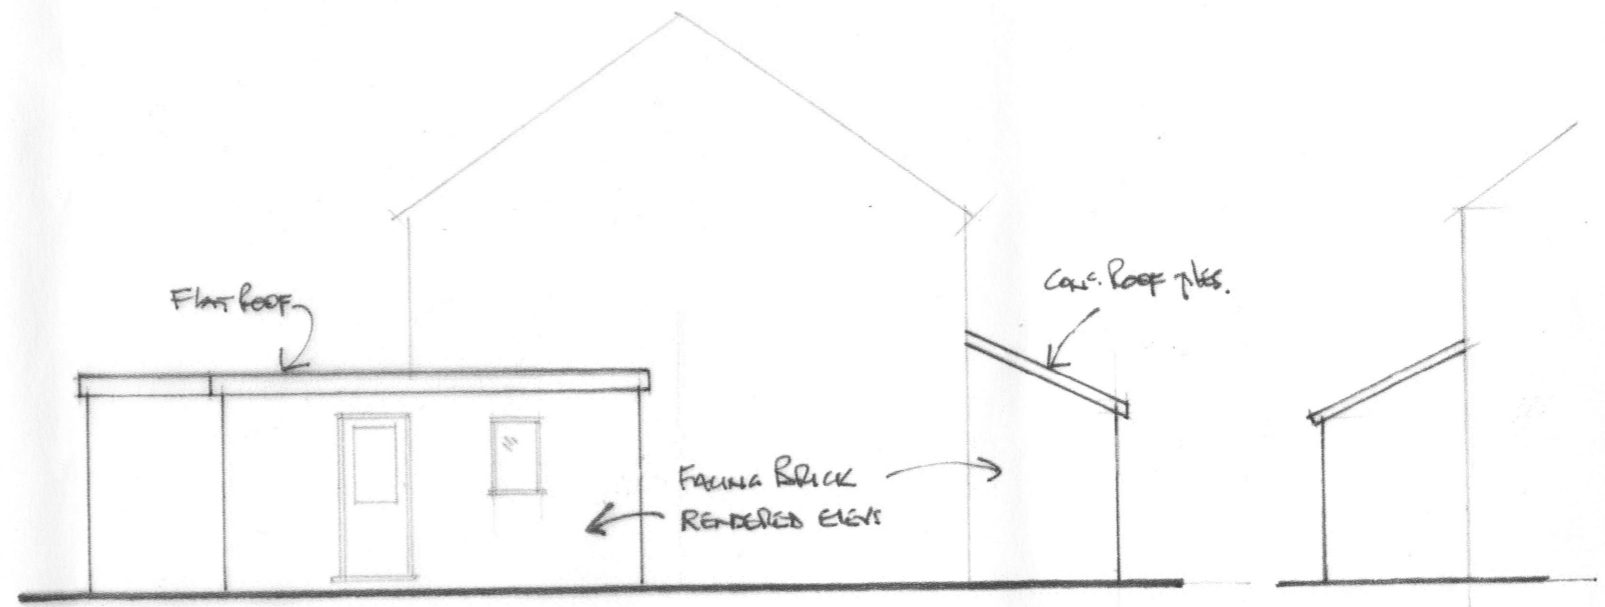 FLAT ROOF
CONC. ROOF TILES.
FACING BRICK
RENDERED ELEVS